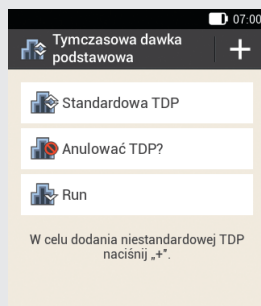 07:00
Tymczasowa dawka
podstawowa
Standardowa TDP
Anulować TDP?
Run
W celu dodania niestandardowej TDP
naciśnij „+”.